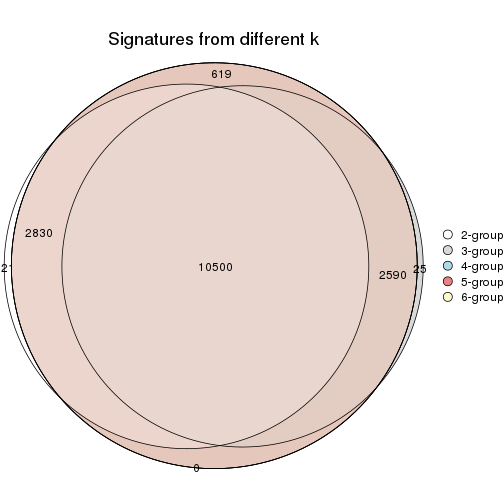 Signatures from different k
619
2830
10500
2590
25
0
2-group
3-group
4-group
5-group
6-group